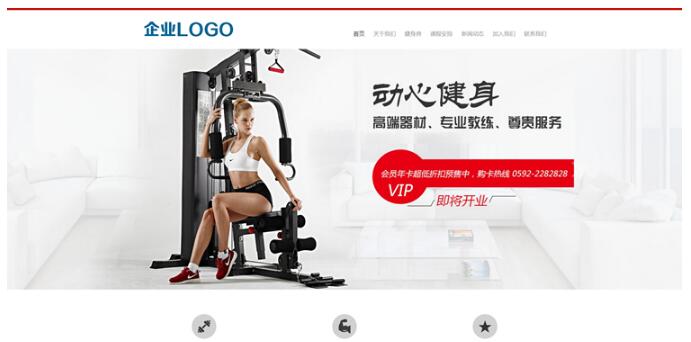 企业LOGO
首页 关于我们 健身房 课程安排 新闻动态 加入我们 联系我们
动心健身
高端器材、专业教练、尊贵服务
会员年卡超低折扣预售中，购卡热线 0592-2282828
VIP
即将开业